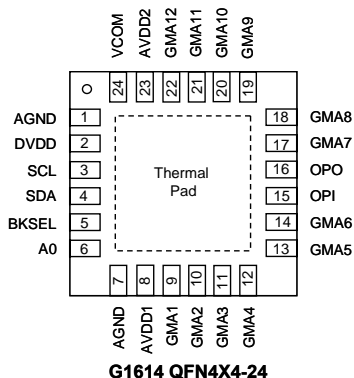 VCOM
AVDD2
GMA12
GMA11
GMA10
GMA9
24
23
22
21
20
19
AGND 1
DVDD 2
SCL 3
SDA 4
BKSEL 5
A0 6
Thermal
Pad
18 GMA8
17 GMA7
16 OPO
15 OPI
14 GMA6
13 GMA5
7
8
9
10
11
12
AGND
AVDD1
GMA1
GMA2
GMA3
GMA4
G1614 QFN4X4-24